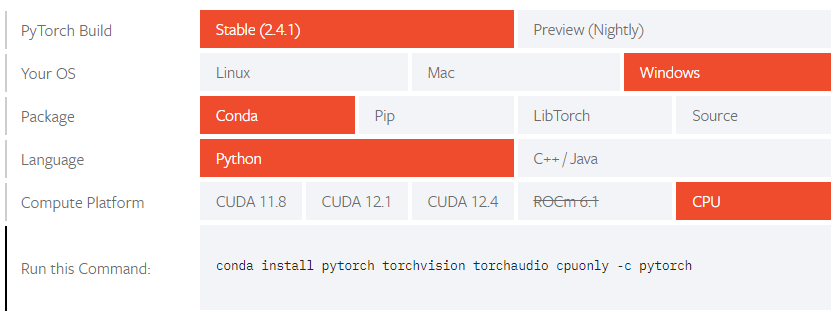 PyTorch Build Stable (2.4.1) Preview (Nightly)
Your OS Linux Mac Windows
Package Conda Pip LibTorch Source
Language Python C++ / Java
Compute Platform CUDA 11.8 CUDA 12.1 CUDA 12.4 ROCm 6.1 CPU
Run this Command: conda install pytorch torchvision torchaudio cpuonly -c pytorch